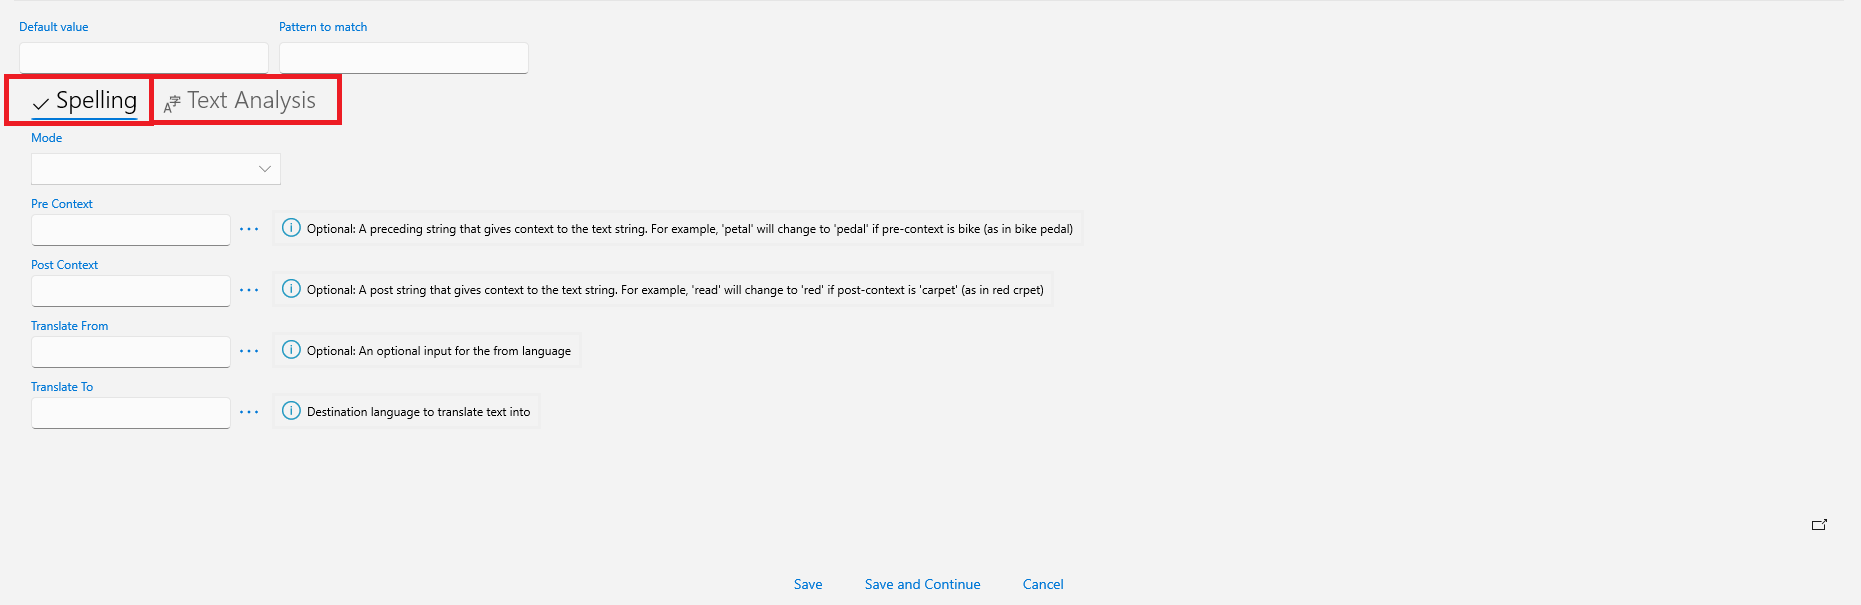 Default value Pattern to match
Spelling A字 Text Analysis
Mode
Pre Context
Optional: A preceding string that gives context to the text string. For example, 'petal' will change to 'pedal' if pre-context is bike (as in bike pedal)
Post Context
Optional: A post string that gives context to the text string. For example, 'read' will change to 'red' if post-context is 'carpet' (as in red crpet)
Translate From
Optional: An optional input for the from language
Translate To
Destination language to translate text into
Save Save and Continue Cancel